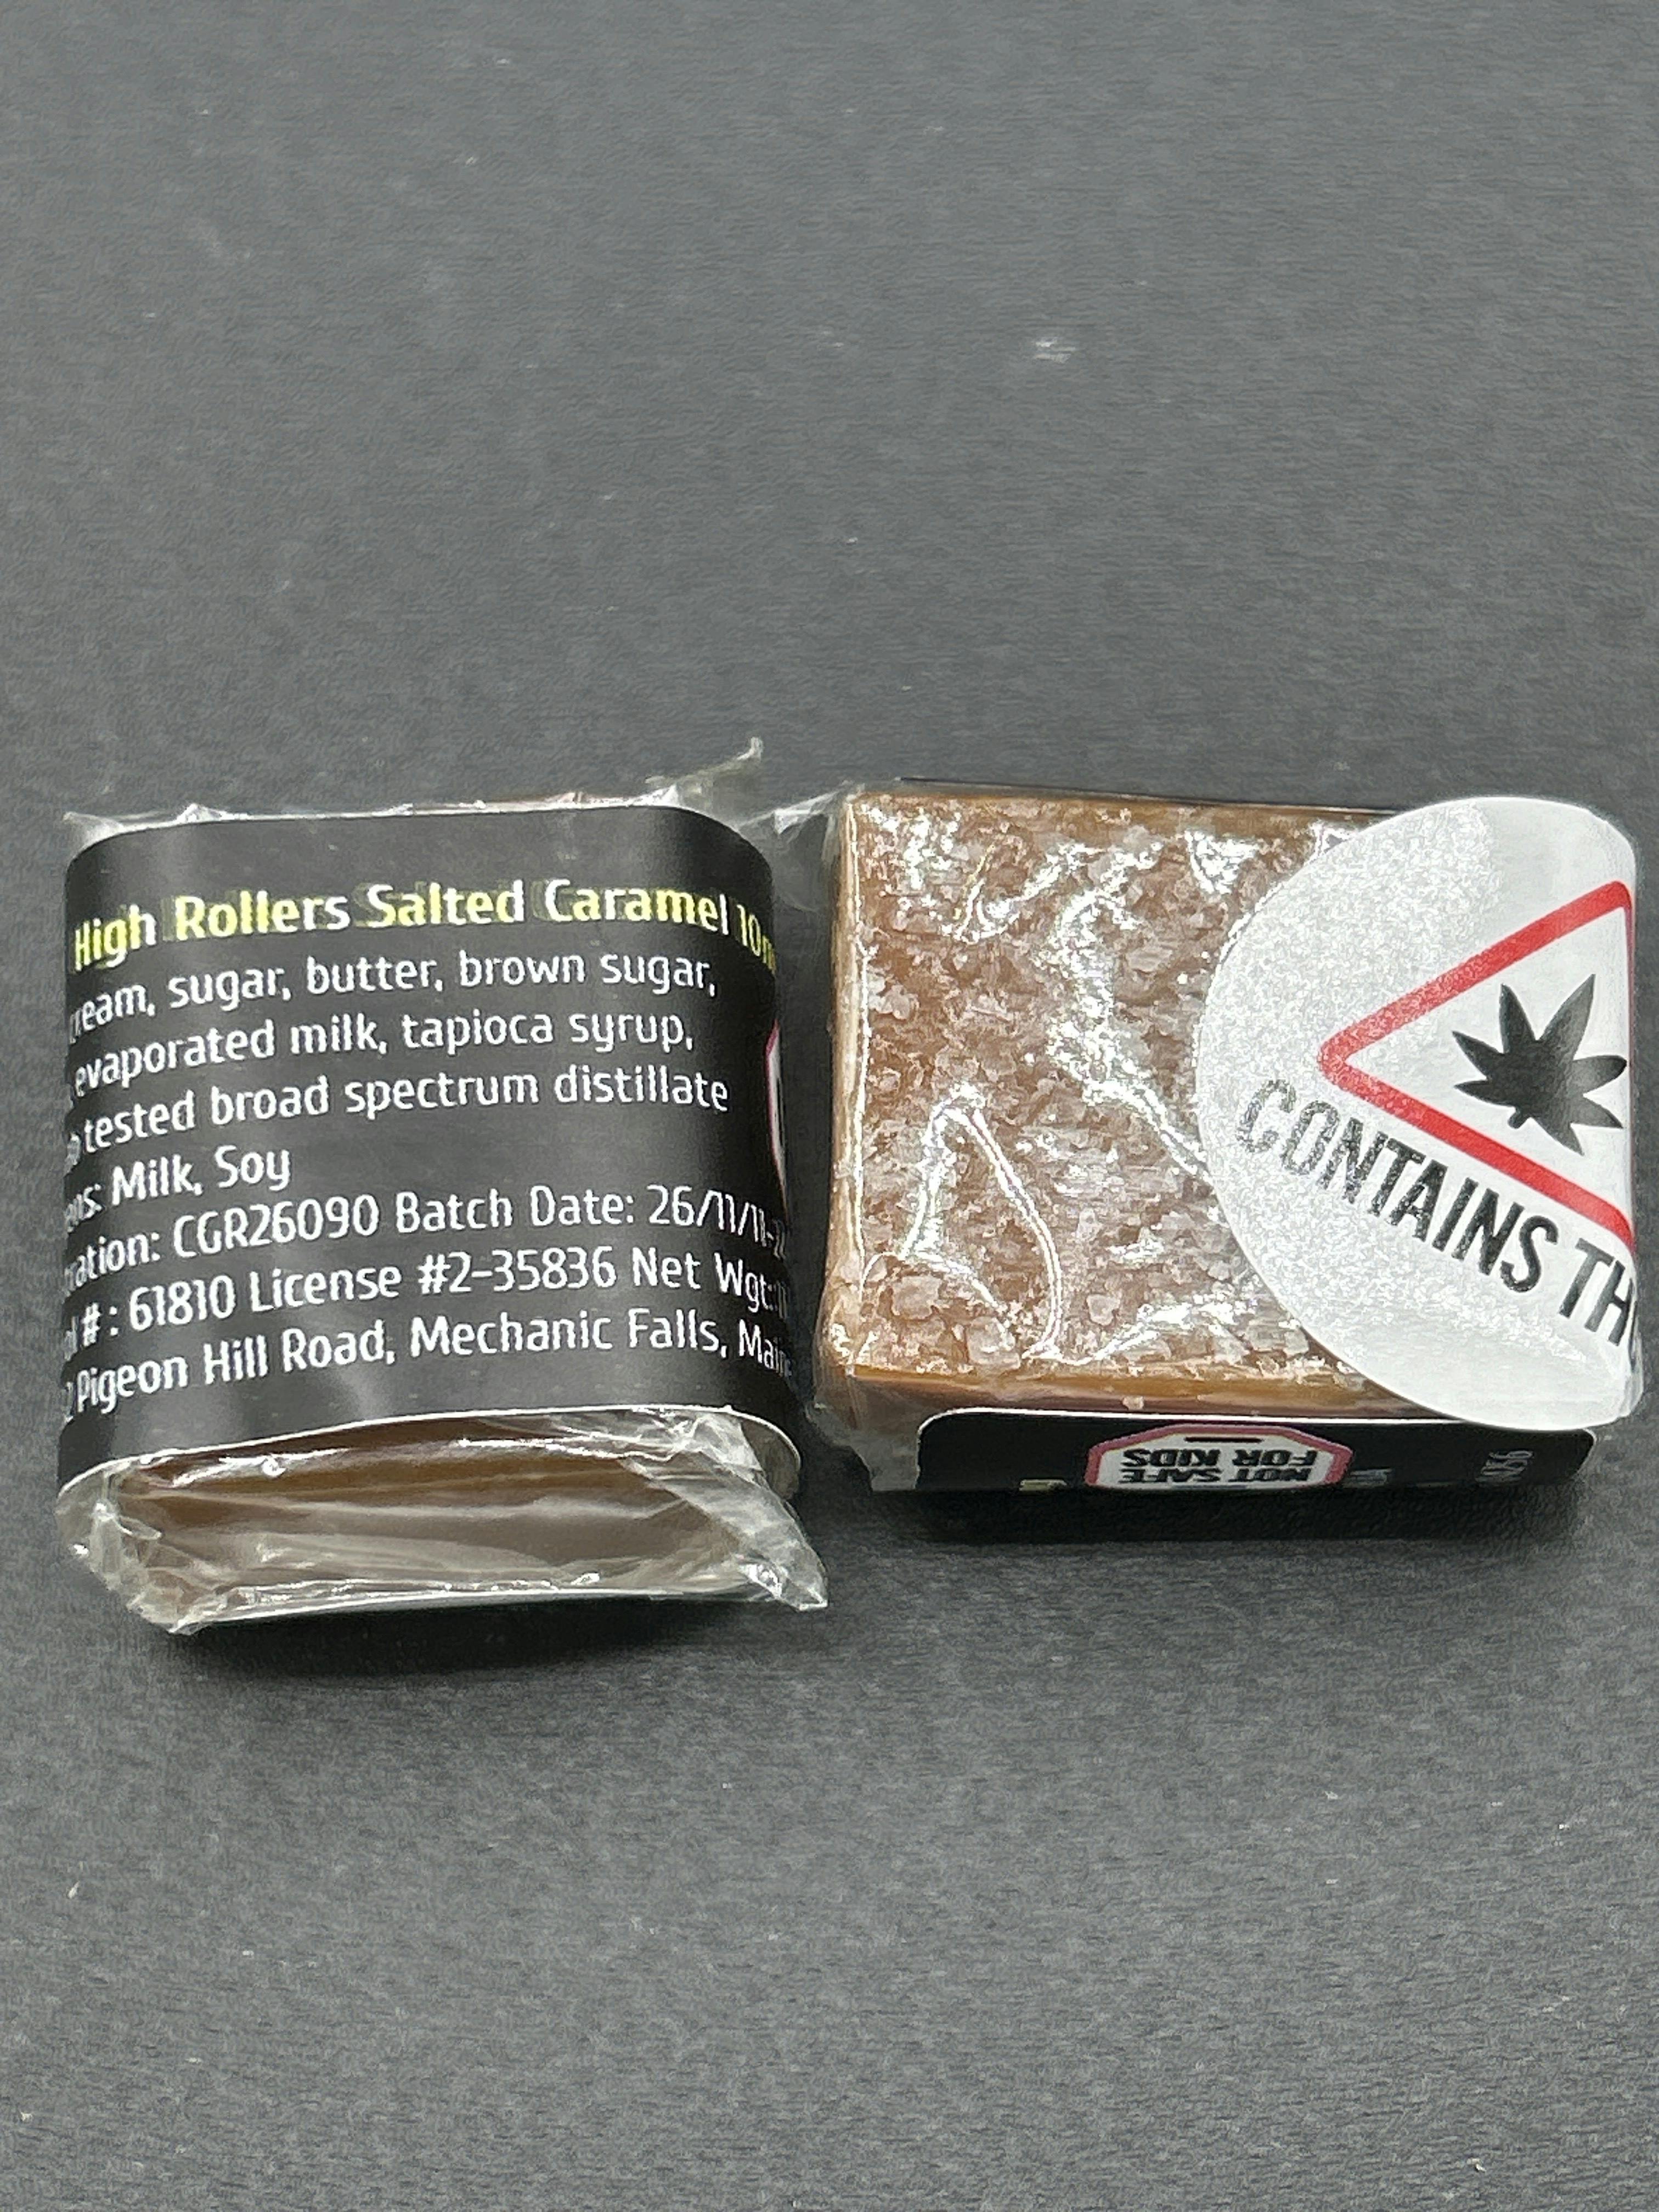 High Rollers Salted Caramel
sugar, butter, brown sugar,
evaporated milk, tapioca syrup,
tested broad spectrum distillate
Milk, Soy
CGR26090 Batch Date:
# : 61810 License #2-35836 Net Wgt:
Pigeon Hill Road, Mechanic Falls,
CONTAINS
NOT SAFE
FOR KIDS